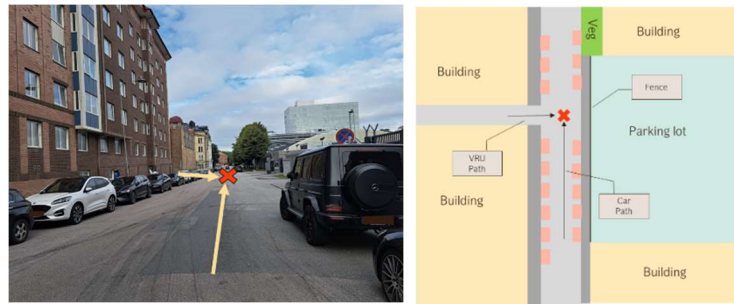 Veg
Building
Building
Fence
Parking lot
VRU
Path
Building
Car
Path
Building